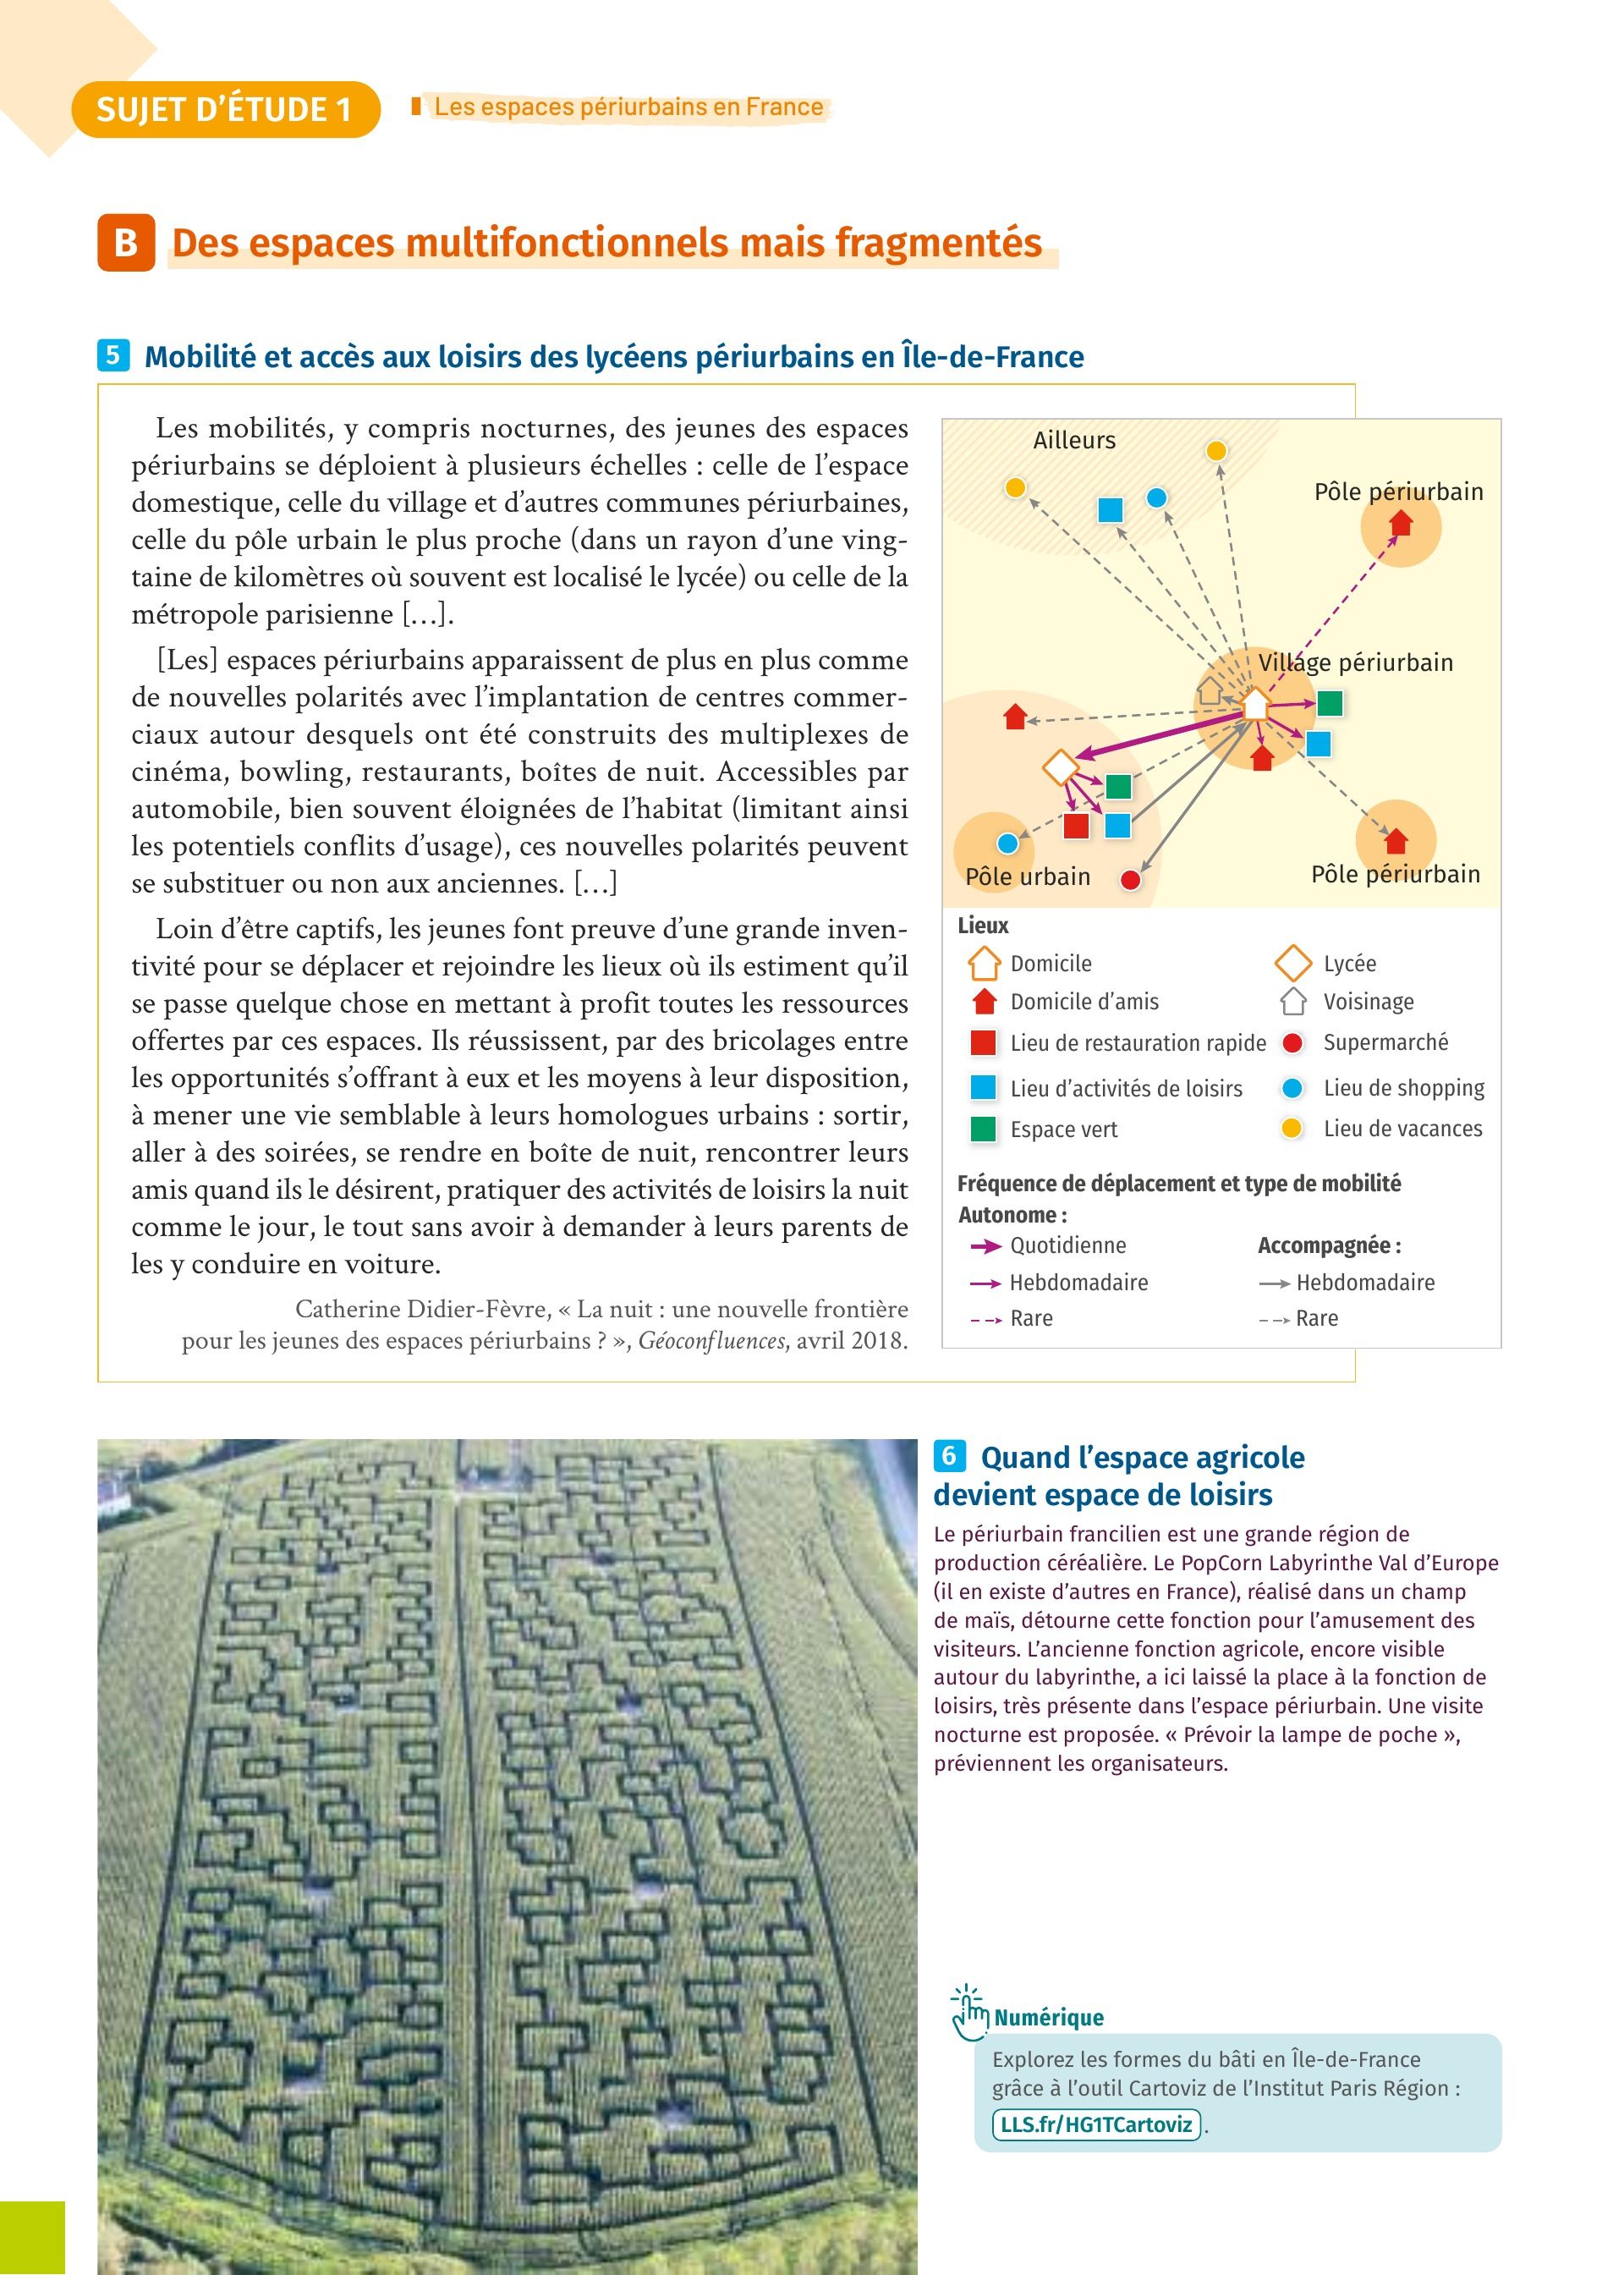 SUJET D'ÉTUDE 1
Les espaces périurbains en France
B Des espaces multifonctionnels mais fragmentés
5 Mobilité et accès aux loisirs des lycéens périurbains en Île-de-France
Les mobilités, y compris nocturnes, des jeunes des espaces
périurbains se déploient à plusieurs échelles : celle de l'espace
domestique, celle du village et d'autres communes périurbaines,
celle du pôle urbain le plus proche (dans un rayon d'une ving-
taine de kilomètres où souvent est localisé le lycée) ou celle de la
métropole parisienne […].
[Les] espaces périurbains apparaissent de plus en plus comme
de nouvelles polarités avec l'implantation de centres commer-
ciaux autour desquels ont été construits des multiplexes de
cinéma, bowling, restaurants, boîtes de nuit. Accessibles par
automobile, bien souvent éloignées de l'habitat (limitant ainsi
les potentiels conflits d'usage), ces nouvelles polarités peuvent
se substituer ou non aux anciennes. […]
Loin d'être captifs, les jeunes font preuve d'une grande inven-
tivité pour se déplacer et rejoindre les lieux où ils estiment qu'il
se passe quelque chose en mettant à profit toutes les ressources
offertes par ces espaces. Ils réussissent, par des bricolages entre
les opportunités s'offrant à eux et les moyens à leur disposition,
à mener une vie semblable à leurs homologues urbains : sortir,
aller à des soirées, se rendre en boîte de nuit, rencontrer leurs
amis quand ils le désirent, pratiquer des activités de loisirs la nuit
comme le jour, le tout sans avoir à demander à leurs parents de
les y conduire en voiture.
Catherine Didier-Fèvre, « La nuit : une nouvelle frontière
pour les jeunes des espaces périurbains ? », Géoconfluences, avril 2018.
Ailleurs
Pôle périurbain
Village périurbain
Pôle urbain
Pôle périurbain
Lieux
Domicile
Lycée
Domicile d'amis
Voisinage
Lieu de restauration rapide
Supermarché
Lieu d'activités de loisirs
Lieu de shopping
Espace vert
Lieu de vacances
Fréquence de déplacement et type de mobilité
Autonome :
Quotidienne
Accompagnée :
Hebdomadaire
Hebdomadaire
Rare
Rare
6 Quand l'espace agricole
devient espace de loisirs
Le périurbain francilien est une grande région de
production céréalière. Le PopCorn Labyrinthe Val d'Europe
(il en existe d'autres en France), réalisé dans un champ
de maïs, détourne cette fonction pour l'amusement des
visiteurs. L'ancienne fonction agricole, encore visible
autour du labyrinthe, a ici laissé la place à la fonction de
loisirs, très présente dans l'espace périurbain. Une visite
nocturne est proposée. « Prévoir la lampe de poche »,
préviennent les organisateurs.
Numérique
Explorez les formes du bâti en Île-de-France
grâce à l'outil Cartoviz de l'Institut Paris Région :
LLS.fr/HG1TCartoviz .